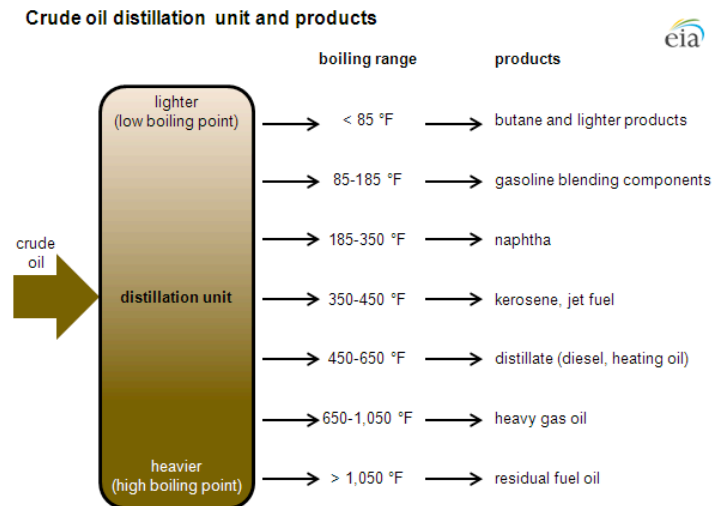 Crude oil distillation unit and products
eia
boiling range
products
lighter
(low boiling point)
< 85 °F
butane and lighter products
85-185 °F
gasoline blending components
crude
oil
185-350 °F
naphtha
distillation unit
350-450 °F
kerosene, jet fuel
450-650 °F
distillate (diesel, heating oil)
650-1,050 °F
heavy gas oil
heavier
(high boiling point)
> 1,050 °F
residual fuel oil